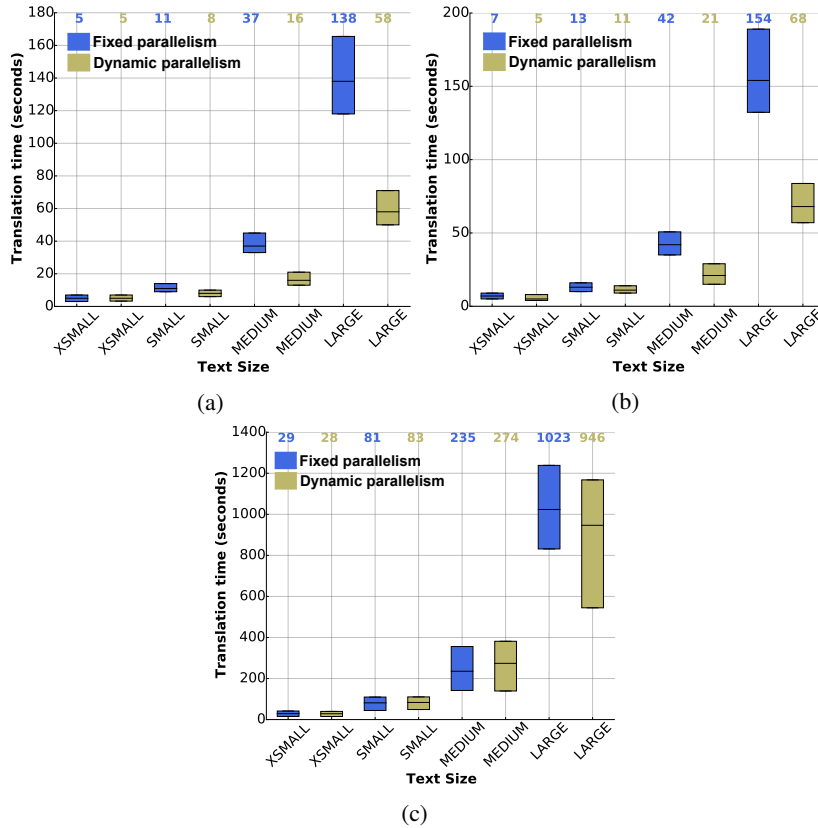 5 5 11 8 37 16 138 58
180
160
140
120
100
80
60
40
20
0
Fixed parallelism
Dynamic parallelism
Translation time (seconds)
XSMALL XSMALL SMALL SMALL MEDIUM MEDIUM LARGE LARGE
Text Size
(a)
7 5 13 11 42 21 154 68
200
150
100
50
0
Fixed parallelism
Dynamic parallelism
Translation time (seconds)
XSMALL XSMALL SMALL SMALL MEDIUM MEDIUM LARGE LARGE
Text Size
(b)
29 28 81 83 235 274 1023 946
1400
1200
1000
800
600
400
200
0
Fixed parallelism
Dynamic parallelism
Translation time (seconds)
XSMALL XSMALL SMALL SMALL MEDIUM MEDIUM LARGE LARGE
Text Size
(c)